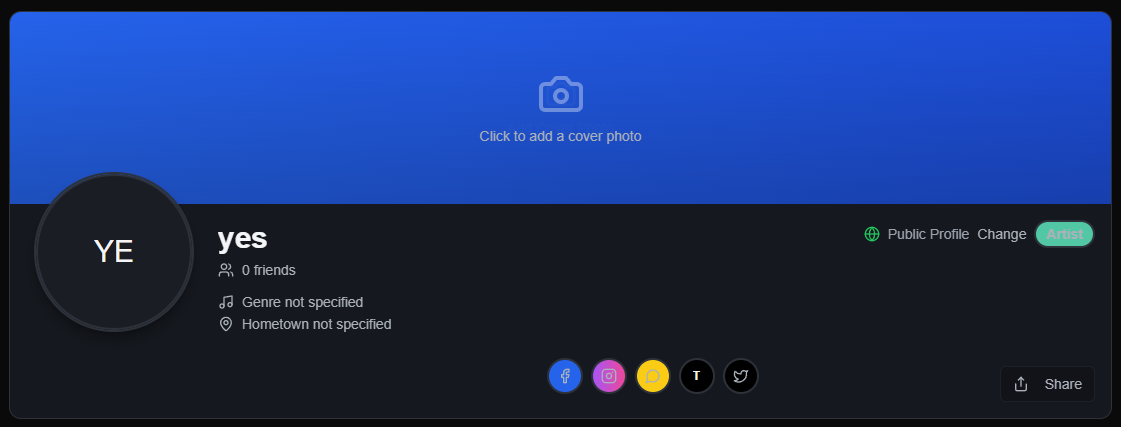 Click to add a cover photo
YE
yes
Public Profile Change Artist
0 friends
Genre not specified
Hometown not specified
T
Share